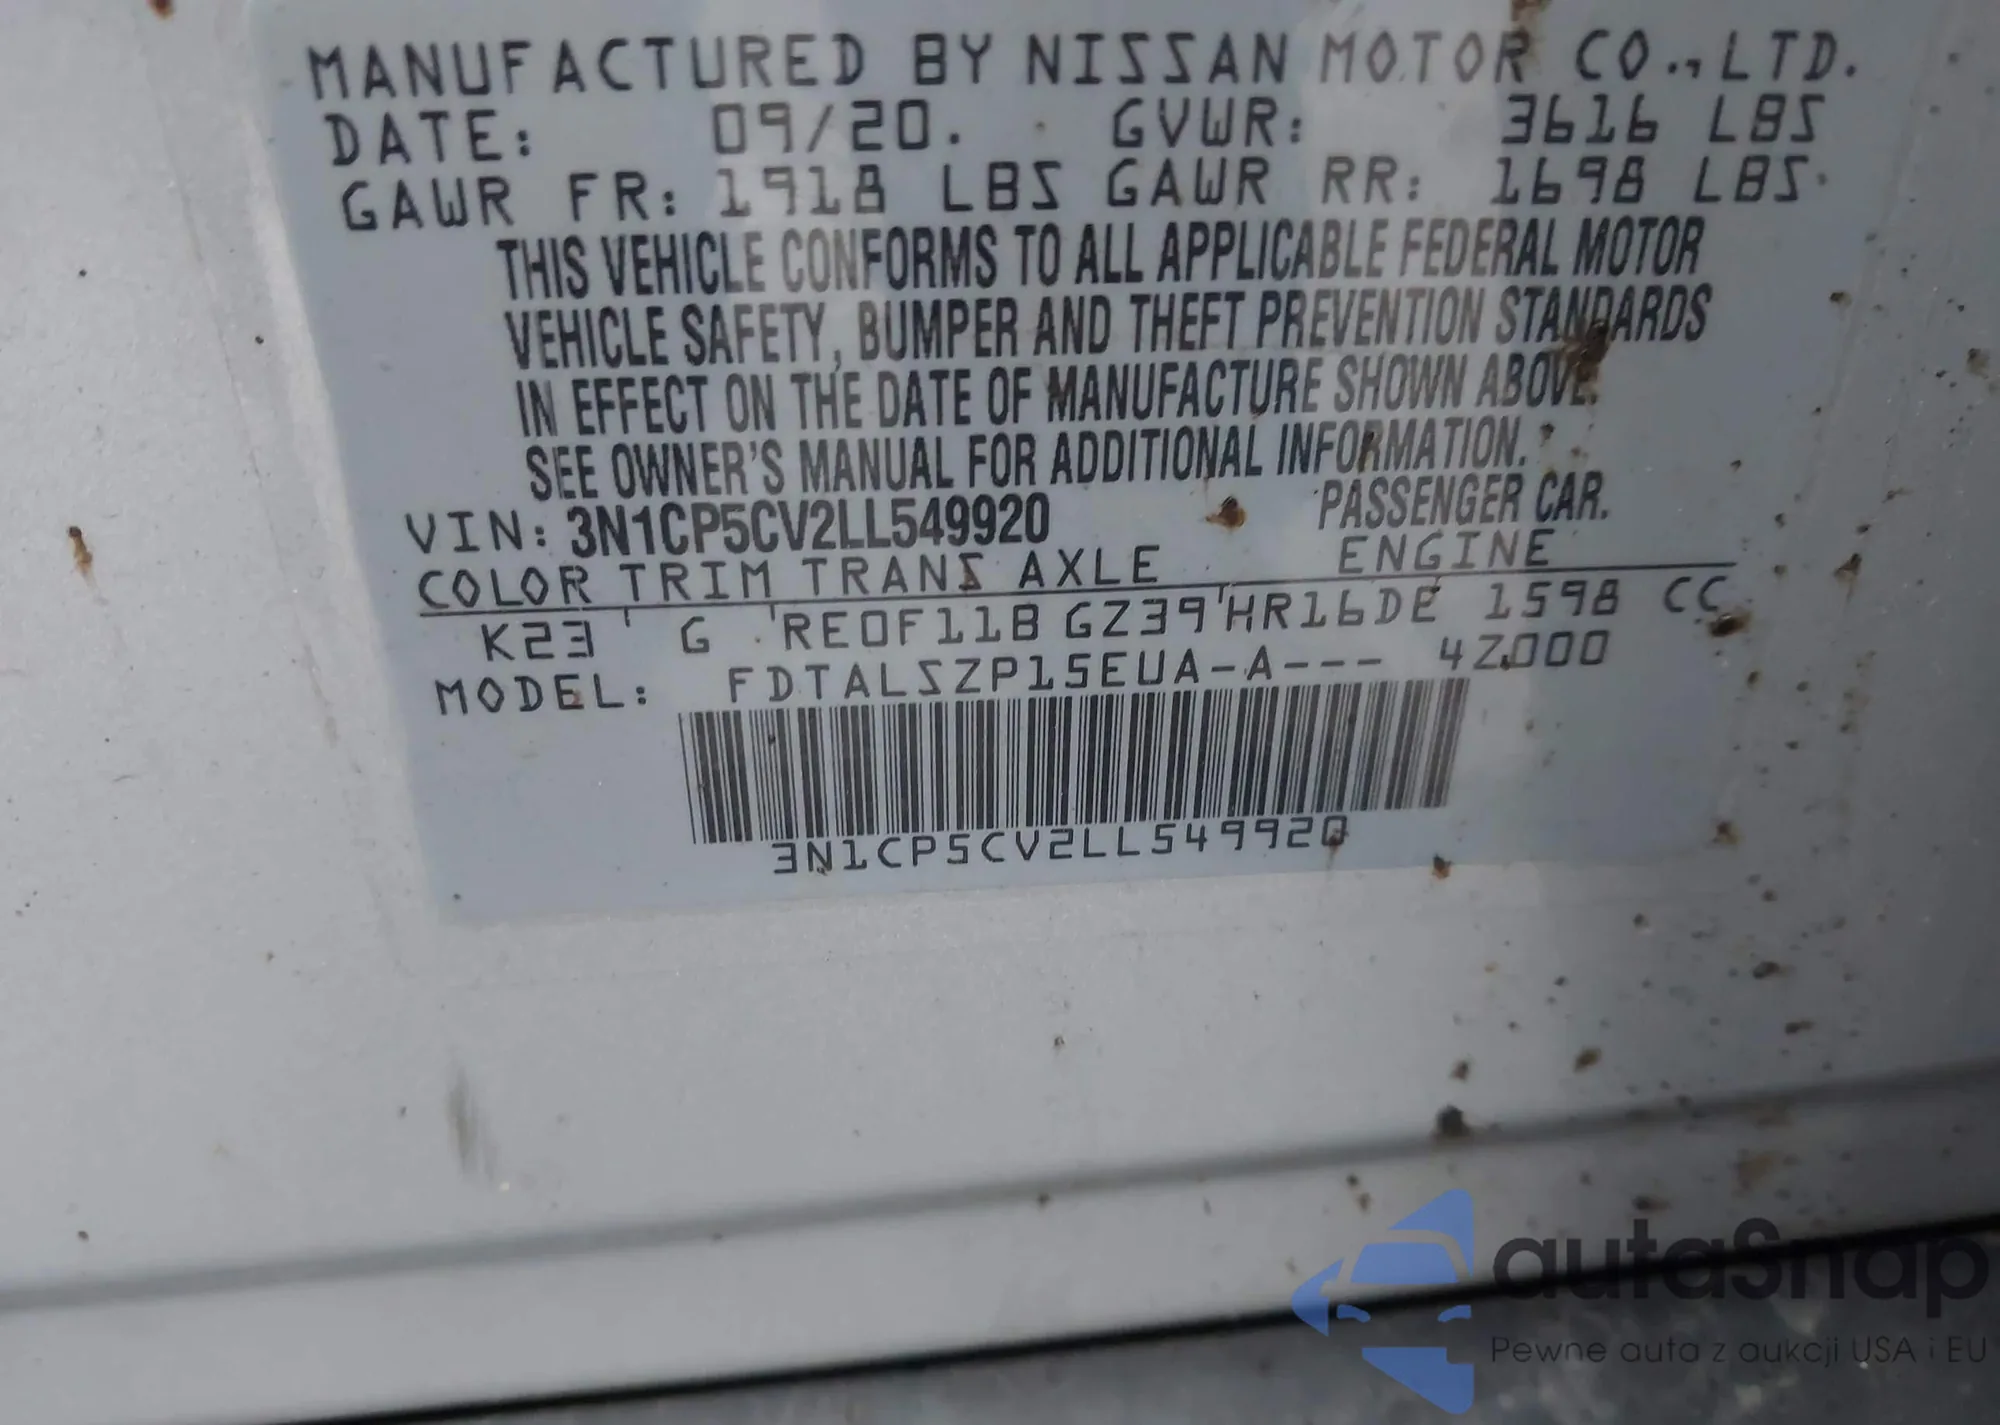 MANUFACTURED BY NISSAN MOTOR CO., LTD.
DATE: 09/20. GVWR: 3616 LBS
GAWR FR: 1918 LBS GAWR RR: 1698 LBS
THIS VEHICLE CONFORMS TO ALL APPLICABLE FEDERAL MOTOR
VEHICLE SAFETY, BUMPER AND THEFT PREVENTION STANDARDS
IN EFFECT ON THE DATE OF MANUFACTURE SHOWN ABOVE.
SEE OWNER'S MANUAL FOR ADDITIONAL INFORMATION.
VIN: 3N1CP5CV2LL549920 PASSENGER CAR.
COLOR TRIM TRANS AXLE ENGINE
K23 G RE0F11B GZ39 HR16DE 1598 CC
MODEL: FDTALSZP15EUA-A--- 4Z000
3N1CP5CV2LL549920
autaSnap
Pewne auta z aukcji USA i EU